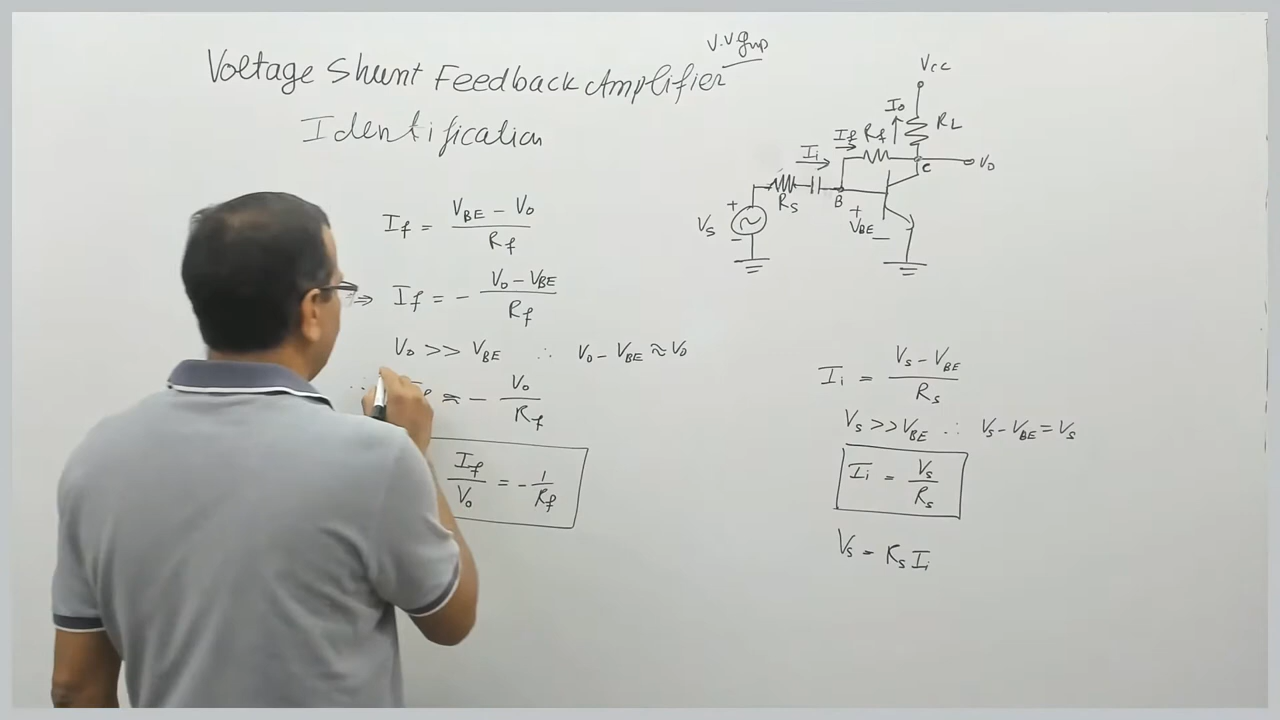 V.V Gmp
Voltage Shunt Feedback Amplifier
Identification
If = VBE - Vo / Rf
⇒ If = - Vo - VBE / Rf
Vo >> VBE ∴ Vo - VBE ≈ Vo
= - Vo / Rf
If / Vo = - 1 / Rf
Vcc
Io
RL
If
Rf
Ii
C
Vo
RS
B
+
VS
-
+
VBE
-
Ii = VS - VBE / RS
VS >> VBE ∴ VS - VBE = VS
Ii = VS / RS
VS = RS Ii